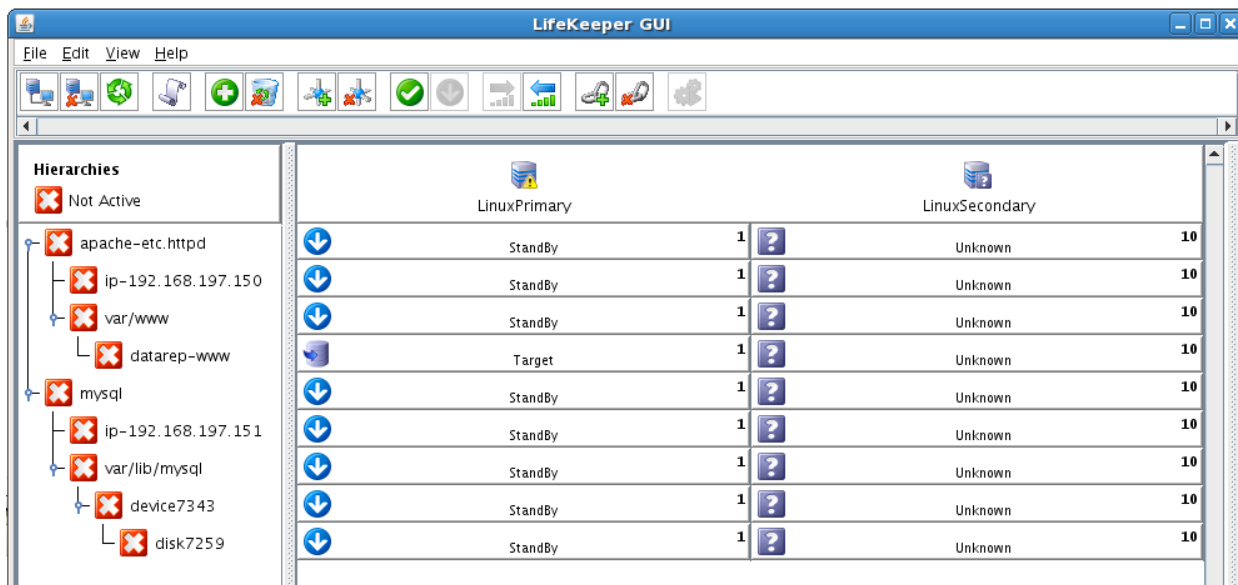 LifeKeeper GUI
File Edit View Help
Hierarchies
Not Active
LinuxPrimary LinuxSecondary
apache-etc.httpd StandBy 1 Unknown 10
ip-192.168.197.150 StandBy 1 Unknown 10
var/www StandBy 1 Unknown 10
datarep-www Target 1 Unknown 10
mysql StandBy 1 Unknown 10
ip-192.168.197.151 StandBy 1 Unknown 10
var/lib/mysql StandBy 1 Unknown 10
device7343 StandBy 1 Unknown 10
disk7259 StandBy 1 Unknown 10